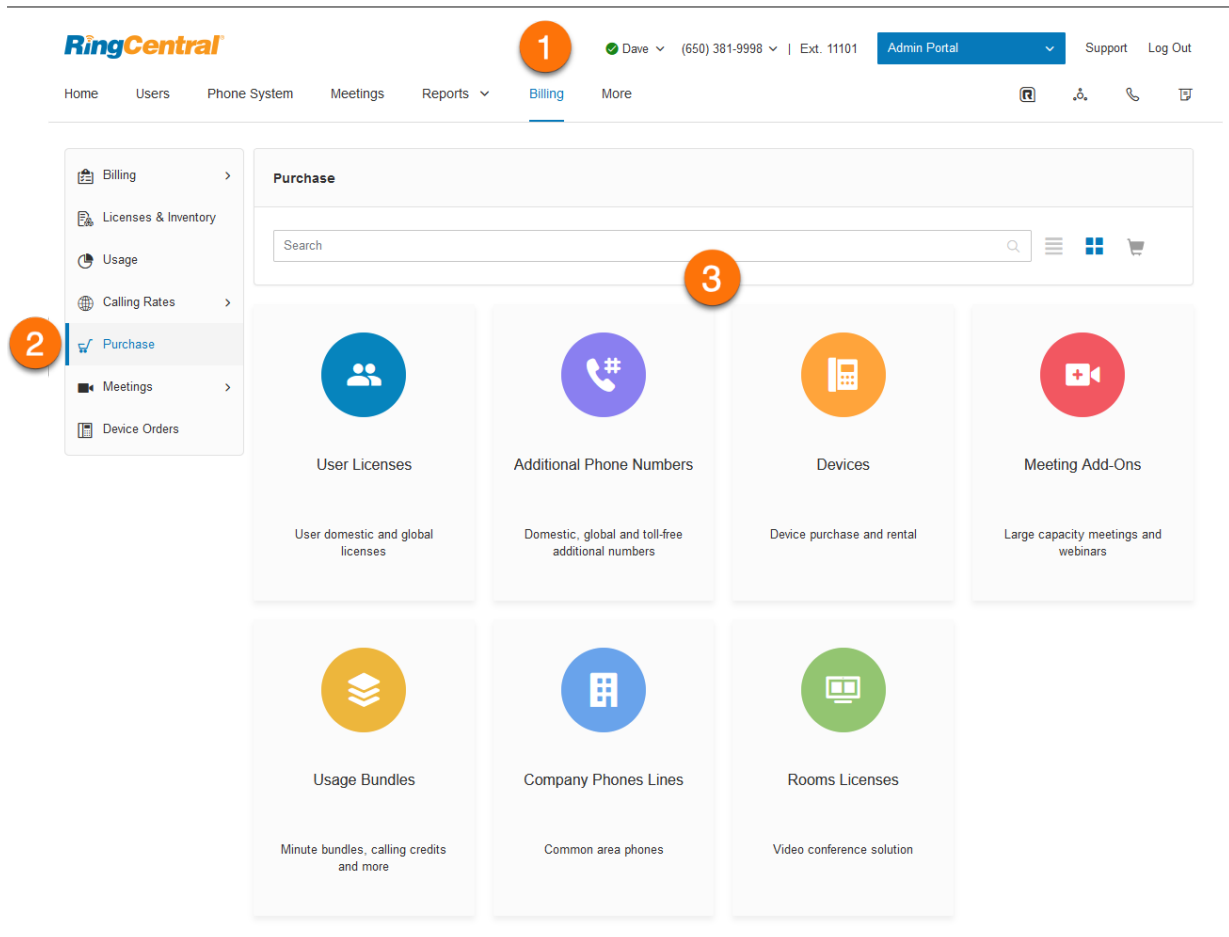 RingCentral
1
Dave (650) 381-9998 | Ext. 11101 Admin Portal Support Log Out
Home Users Phone System Meetings Reports Billing More
Billing
Licenses & Inventory
Usage
Calling Rates
2
Purchase
Meetings
Device Orders
Purchase
Search
3
User Licenses
User domestic and global
licenses
Additional Phone Numbers
Domestic, global and toll-free
additional numbers
Devices
Device purchase and rental
Meeting Add-Ons
Large capacity meetings and
webinars
Usage Bundles
Minute bundles, calling credits
and more
Company Phones Lines
Common area phones
Rooms Licenses
Video conference solution